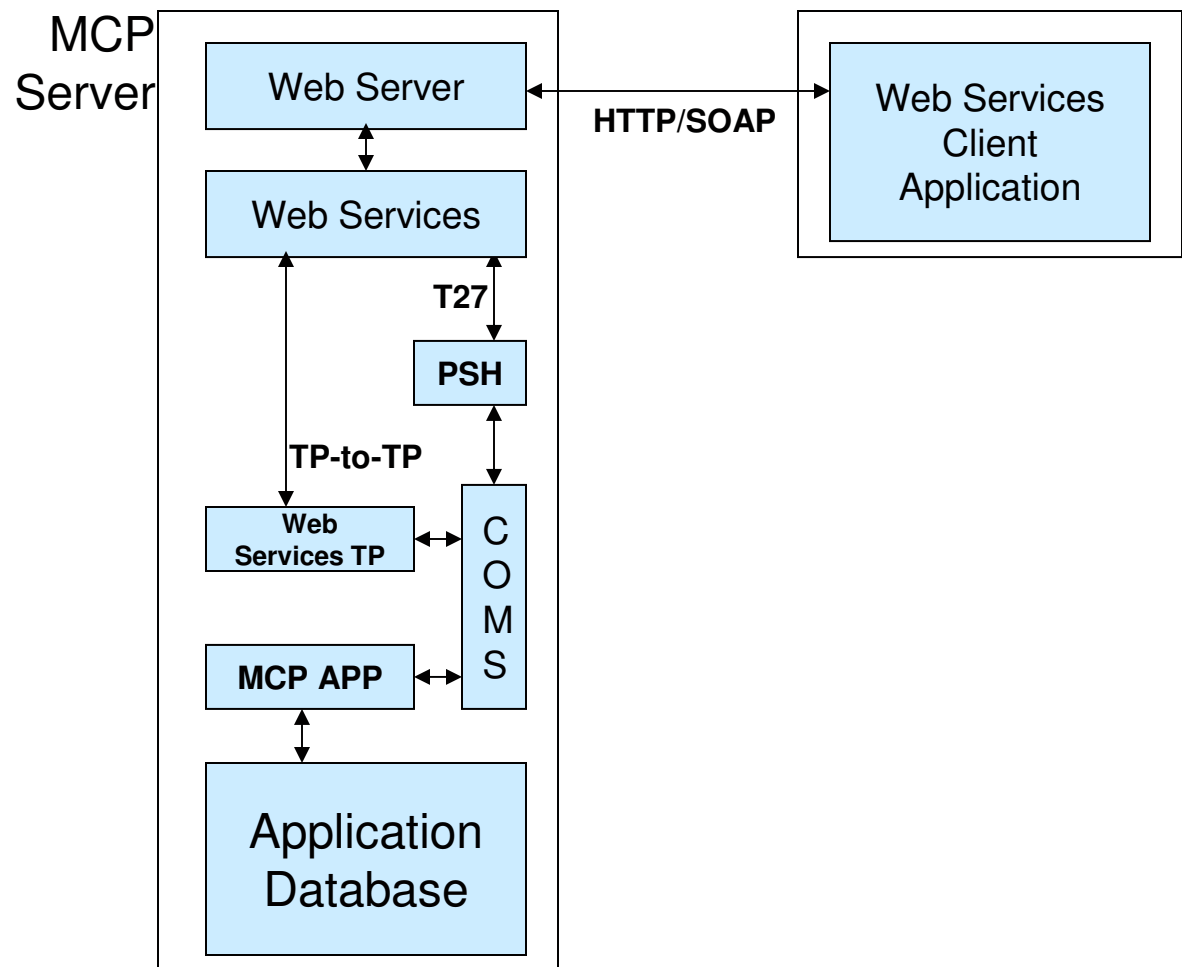 MCP
Server
Web Server
HTTP/SOAP
Web Services
Client
Application
Web Services
T27
PSH
TP-to-TP
Web
Services TP
C
O
M
S
MCP APP
Application
Database